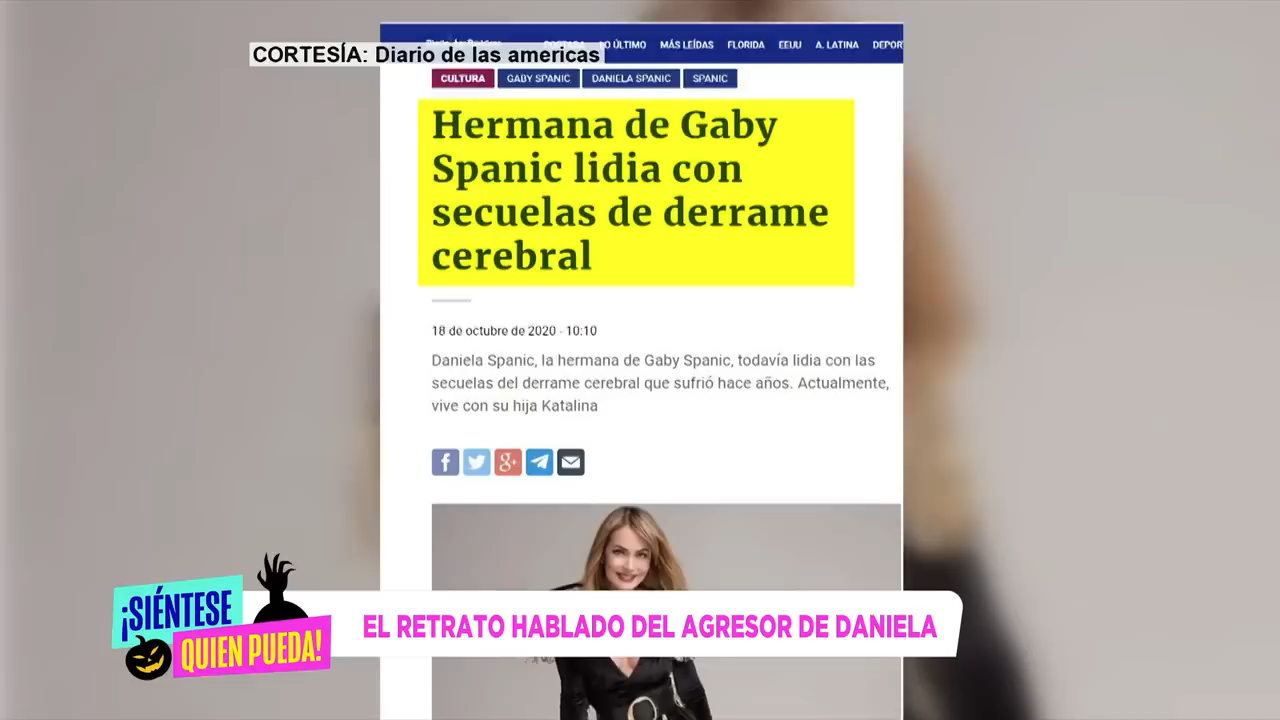 LO ÚLTIMO MÁS LEÍDAS FLORIDA EEUU A. LATINA DEPOR
CORTESÍA: Diario de las americas
CULTURA GABY SPANIC DANIELA SPANIC SPANIC
Hermana de Gaby
Spanic lidia con
secuelas de derrame
cerebral
18 de octubre de 2020 - 10:10
Daniela Spanic, la hermana de Gaby Spanic, todavía lidia con las
secuelas del derrame cerebral que sufrió hace años. Actualmente,
vive con su hija Katalina
¡SIÉNTESE
QUIEN PUEDA!
EL RETRATO HABLADO DEL AGRESOR DE DANIELA